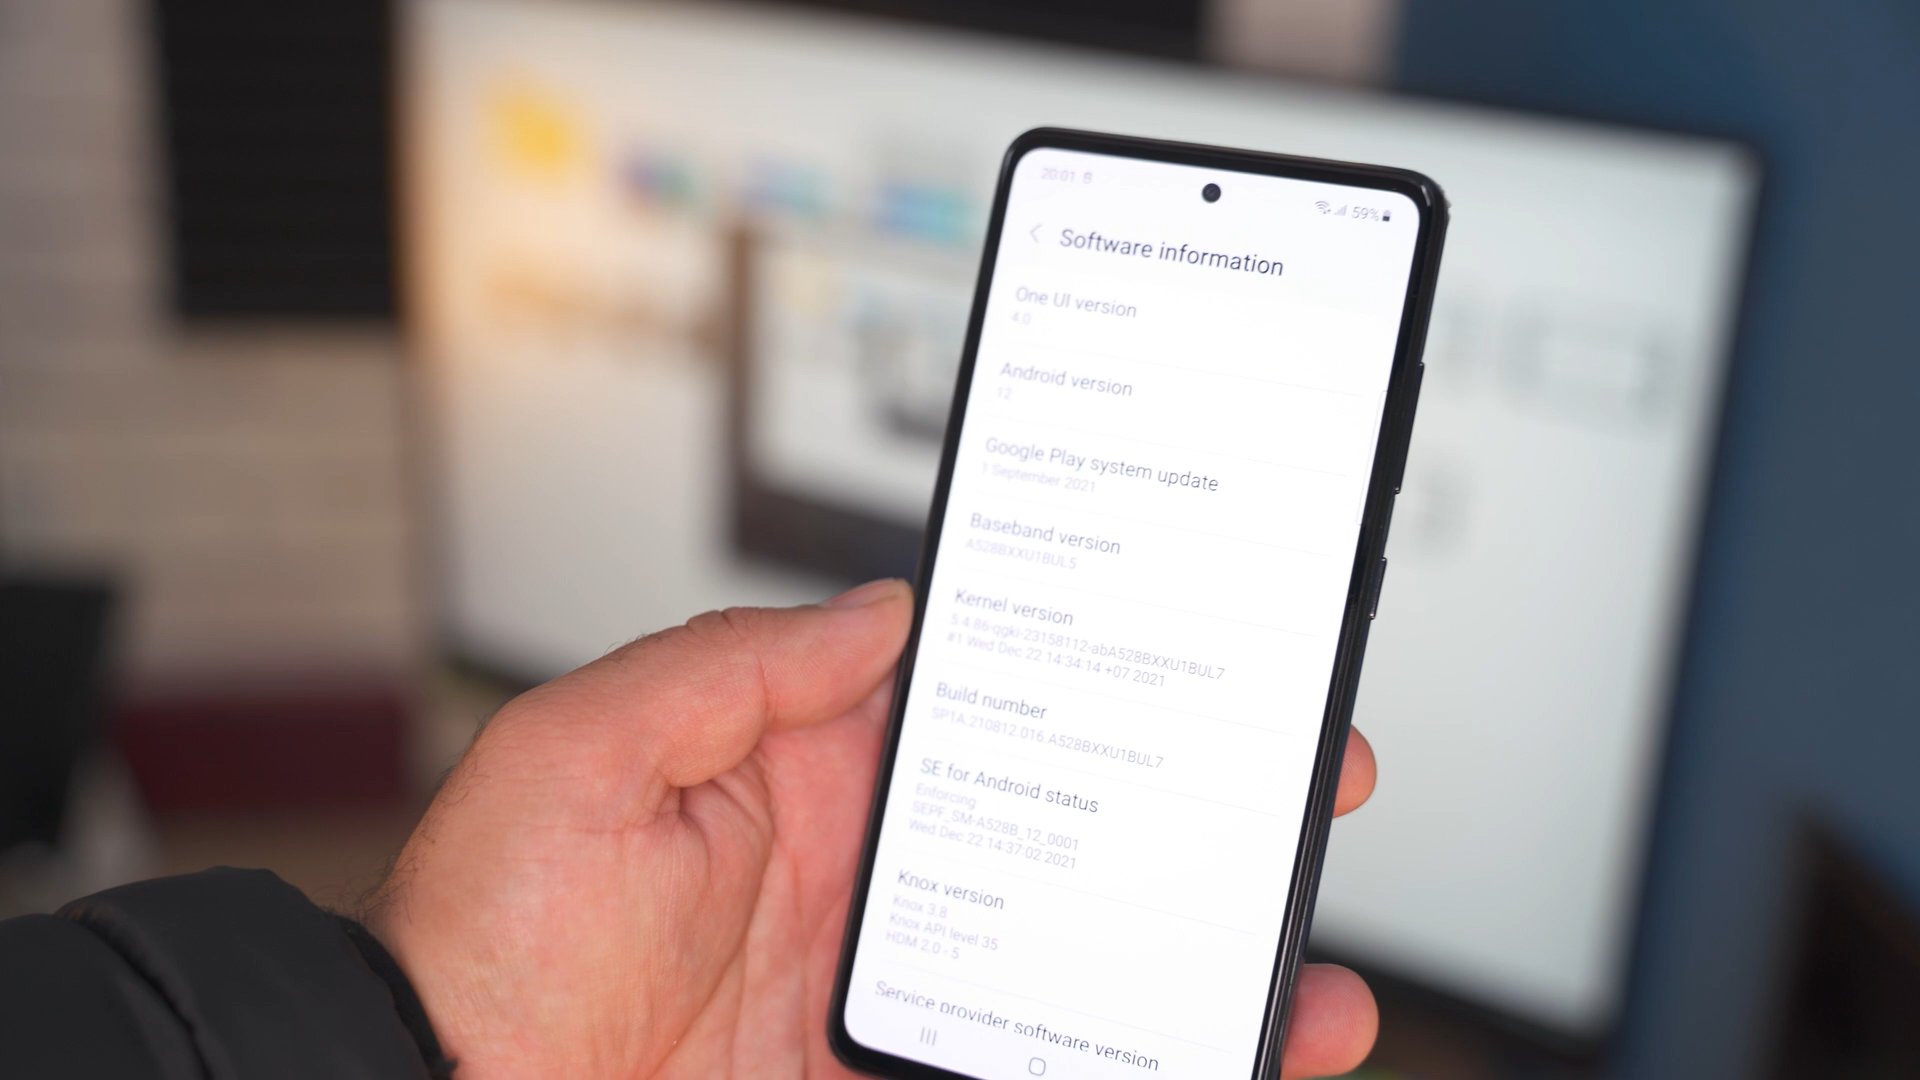 20:01
59%
Software information
One UI version
4.0
Android version
12
Google Play system update
1 September 2021
Baseband version
A528BXXU1BUL5
Kernel version
5.4.86-qgki-23158112-abA528BXXU1BUL7
#1 Wed Dec 22 14:34:14 +07 2021
Build number
SP1A.210812.016.A528BXXU1BUL7
SE for Android status
Enforcing
SEPF_SM-A528B_12_0001
Wed Dec 22 14:37:02 2021
Knox version
Knox 3.8
Knox API level 35
HDM 2.0 - 5
Service provider software version